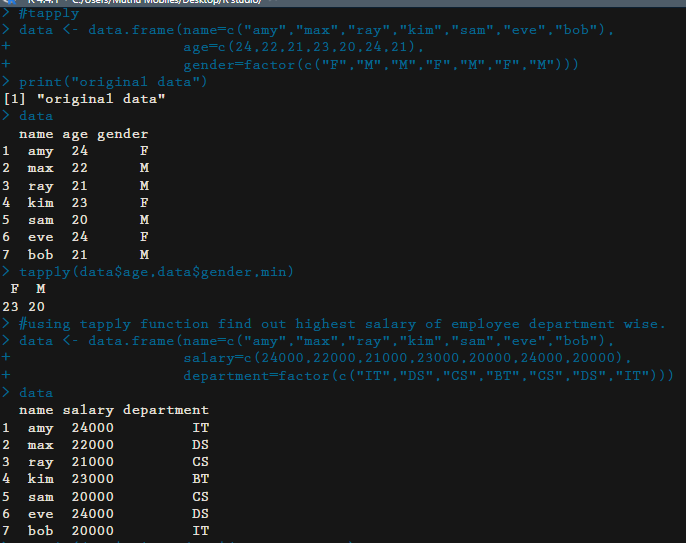 R 4.4.1 · C:/Users/Muthu Mobiles/Desktop/R studio/
> #tapply
> data <- data.frame(name=c("amy","max","ray","kim","sam","eve","bob"),
+                    age=c(24,22,21,23,20,24,21),
+                    gender=factor(c("F","M","M","F","M","F","M")))
> print("original data")
[1] "original data"
> data
  name age gender
1  amy  24      F
2  max  22      M
3  ray  21      M
4  kim  23      F
5  sam  20      M
6  eve  24      F
7  bob  21      M
> tapply(data$age,data$gender,min)
 F  M
23 20
> #using tapply function find out highest salary of employee department wise.
> data <- data.frame(name=c("amy","max","ray","kim","sam","eve","bob"),
+                    salary=c(24000,22000,21000,23000,20000,24000,20000),
+                    department=factor(c("IT","DS","CS","BT","CS","DS","IT")))
> data
  name salary department
1  amy  24000         IT
2  max  22000         DS
3  ray  21000         CS
4  kim  23000         BT
5  sam  20000         CS
6  eve  24000         DS
7  bob  20000         IT